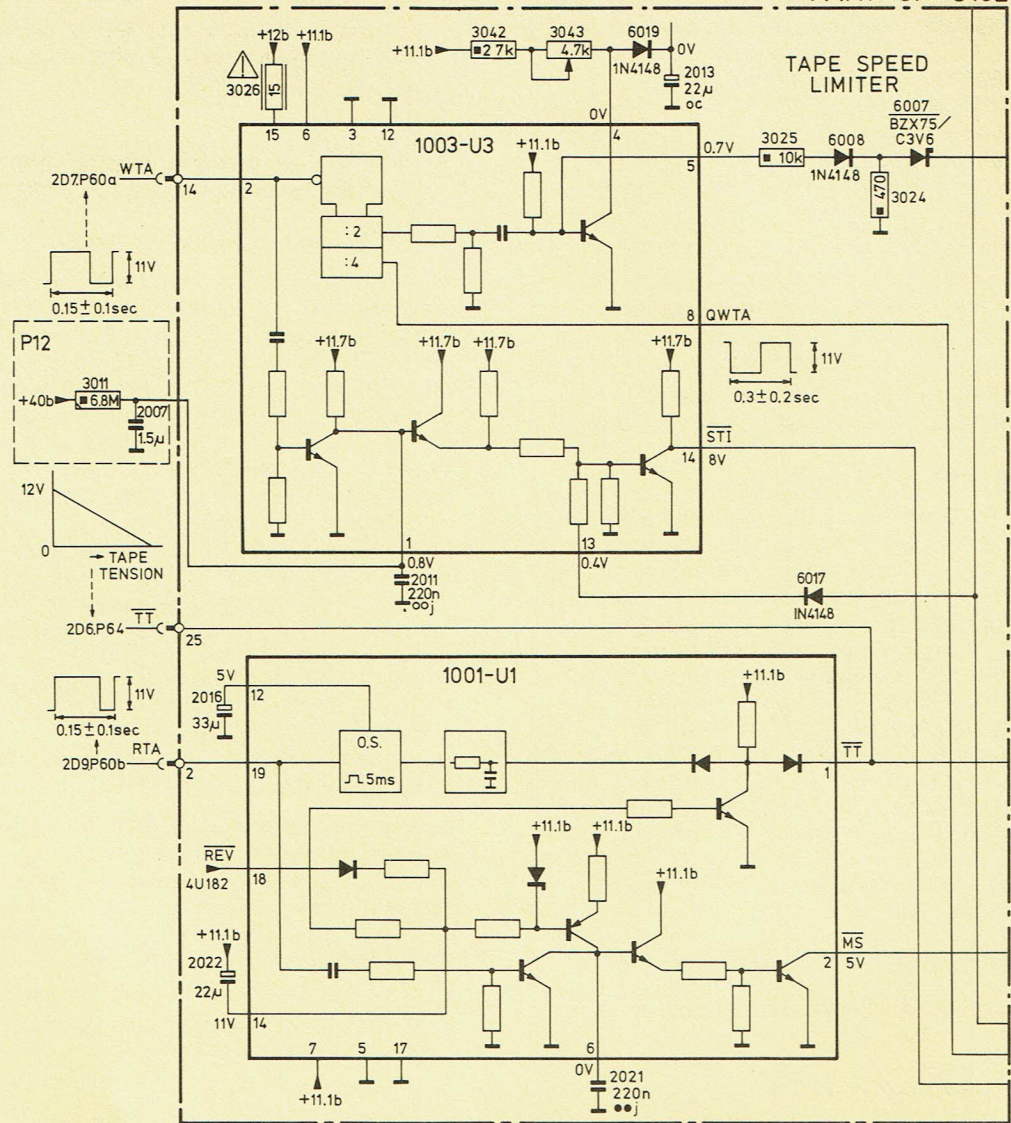 +12b
+11.1b
3026
15
15
6
3
12
+11.1b
3042
2.7k
3043
4.7k
6019
1N4148
0V
2013
22µ
oc
0V
4
TAPE SPEED
LIMITER
6007
BZX75/
C3V6
1003-U3
+11.1b
5
0.7V
3025
10k
6008
1N4148
470
3024
2D7,P60a
WTA
14
2
:2
:4
11V
0.15±0.1sec
8
QWTA
P12
3011
+40b
6.8M
2007
1.5µ
+11.7b
+11.7b
+11.7b
+11.7b
11V
0.3±0.2sec
STI
14
8V
12V
0
TAPE
TENSION
1
0.8V
2011
220n
ooj
13
0.4V
6017
1N4148
2D6,P64
TT
25
1001-U1
5V
12
2016
33µ
11V
0.15±0.1sec
2D9,P60b
RTA
2
19
O.S.
5ms
+11.1b
TT
1
REV
4U182
18
+11.1b
+11.1b
+11.1b
+11.1b
2022
22µ
11V
14
MS
2
5V
7
5
17
+11.1b
6
0V
2021
220n
●●j